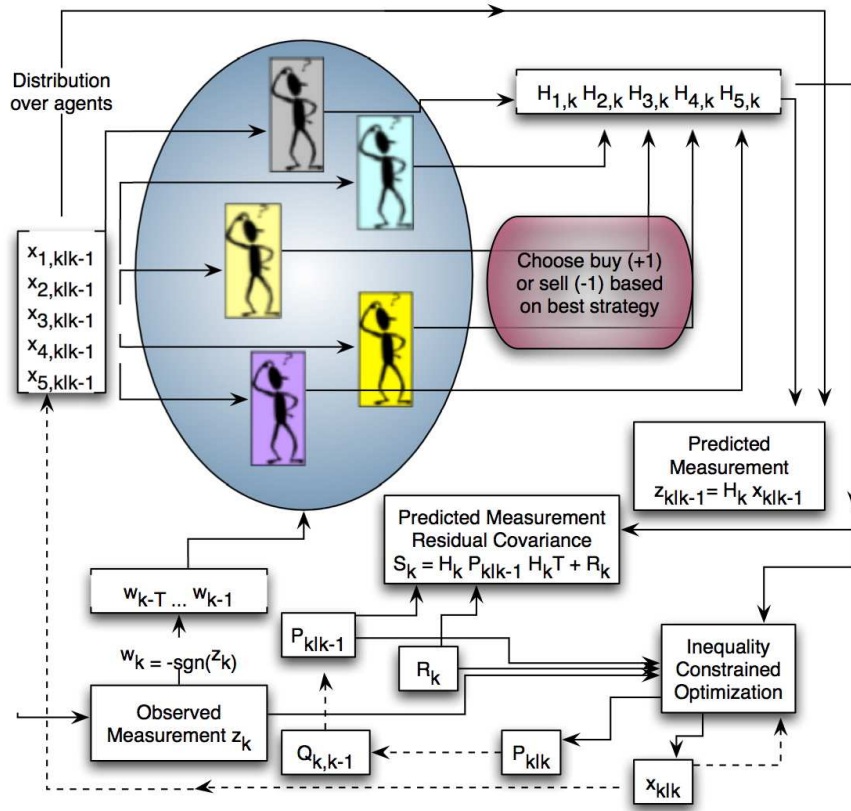 Distribution
over agents
H1,k H2,k H3,k H4,k H5,k
?
?
?
?
?
x1,k|k-1
x2,k|k-1
x3,k|k-1
x4,k|k-1
x5,k|k-1
Choose buy (+1)
or sell (-1) based
on best strategy
Predicted
Measurement
zk|k-1 = Hk xk|k-1
Predicted Measurement
Residual Covariance
Sk = Hk Pk|k-1 HkT + Rk
wk-T ... wk-1
wk = -sgn(zk)
Pk|k-1
Rk
Inequality
Constrained
Optimization
Observed
Measurement zk
Qk,k-1
Pk|k
xk|k